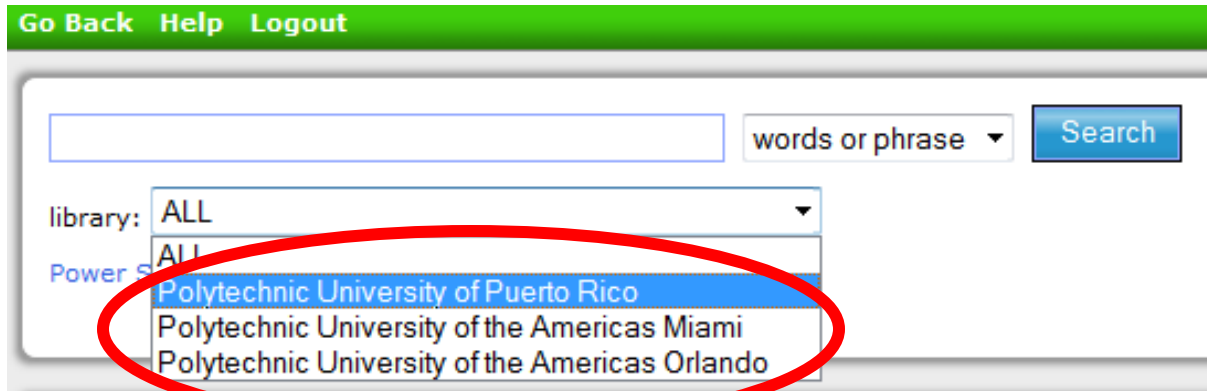 Go Back Help Logout
words or phrase Search
library: ALL
ALL
Power S
Polytechnic University of Puerto Rico
Polytechnic University of the Americas Miami
Polytechnic University of the Americas Orlando